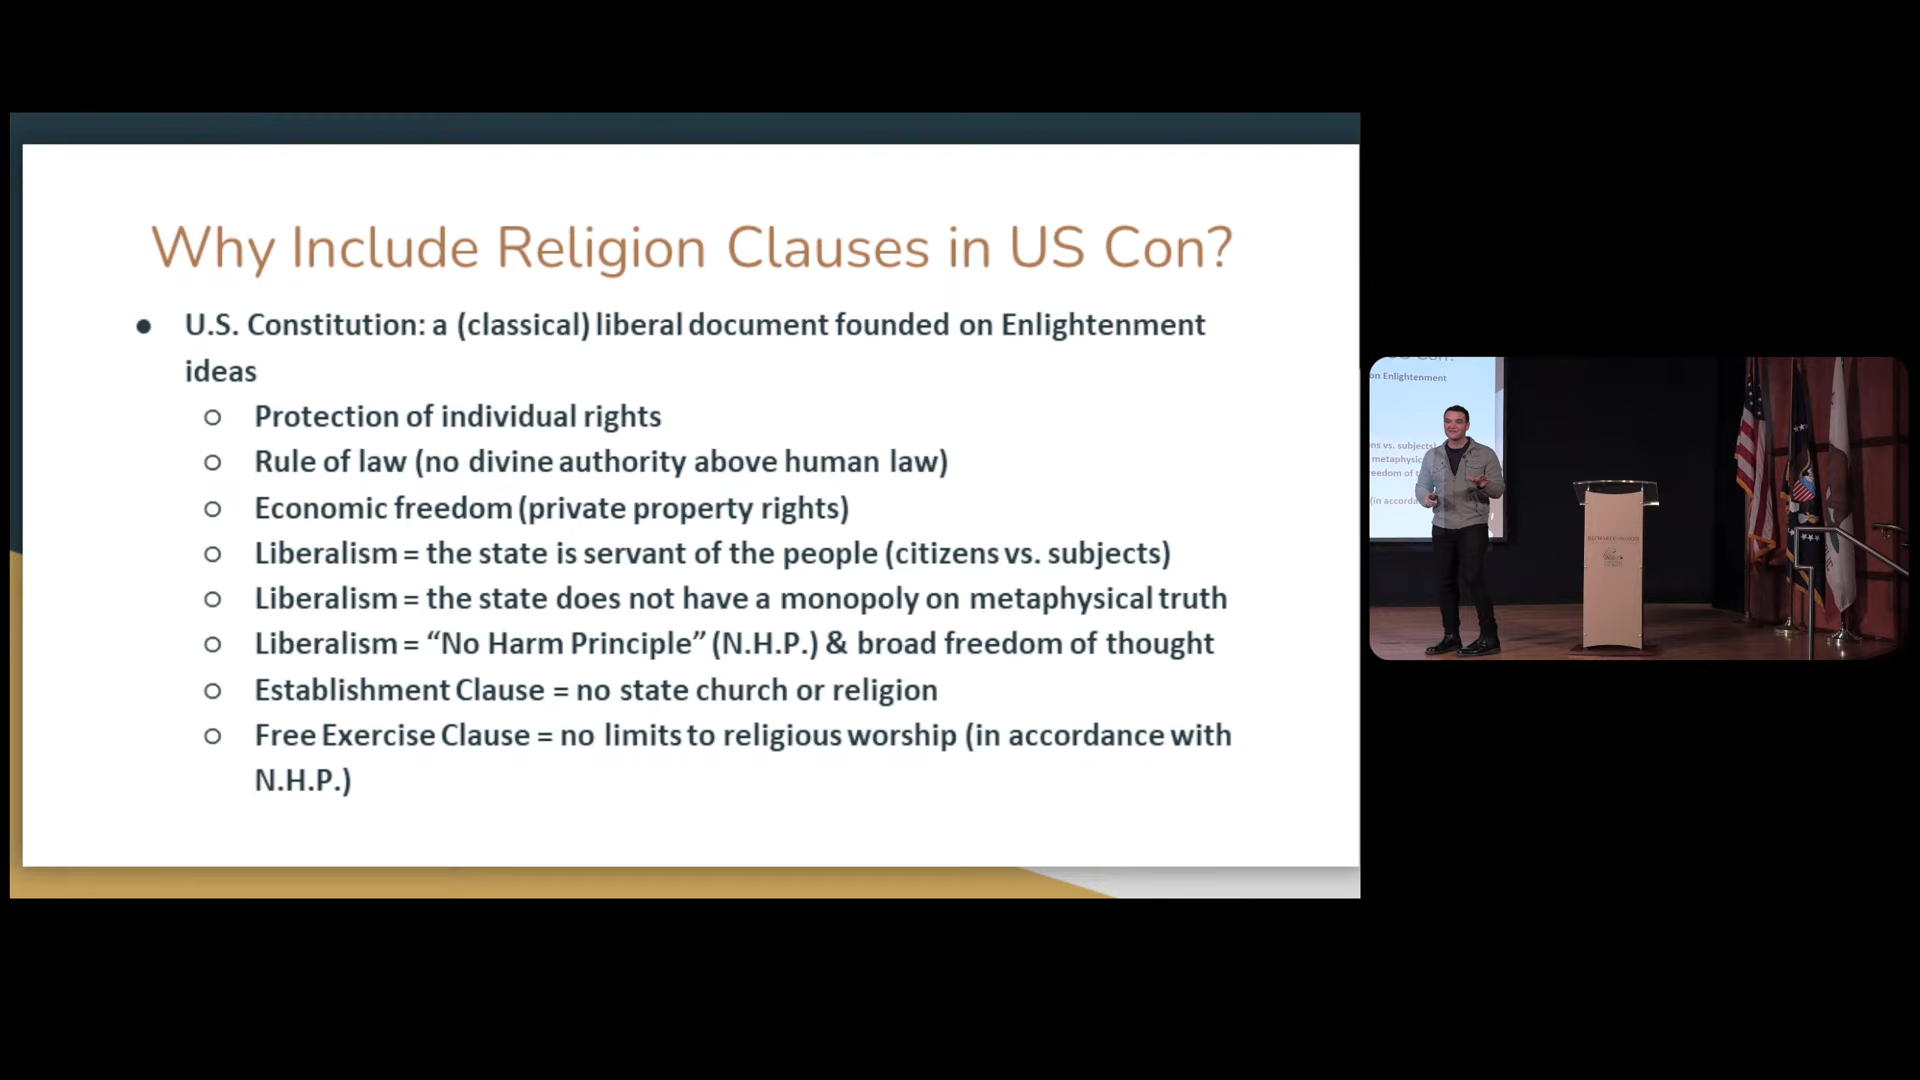 Why Include Religion Clauses in US Con?
● U.S. Constitution: a (classical) liberal document founded on Enlightenment
ideas
○ Protection of individual rights
○ Rule of law (no divine authority above human law)
○ Economic freedom (private property rights)
○ Liberalism = the state is servant of the people (citizens vs. subjects)
○ Liberalism = the state does not have a monopoly on metaphysical truth
○ Liberalism = “No Harm Principle” (N.H.P.) & broad freedom of thought
○ Establishment Clause = no state church or religion
○ Free Exercise Clause = no limits to religious worship (in accordance with
N.H.P.)
on Enlightenment
vs. subjects)